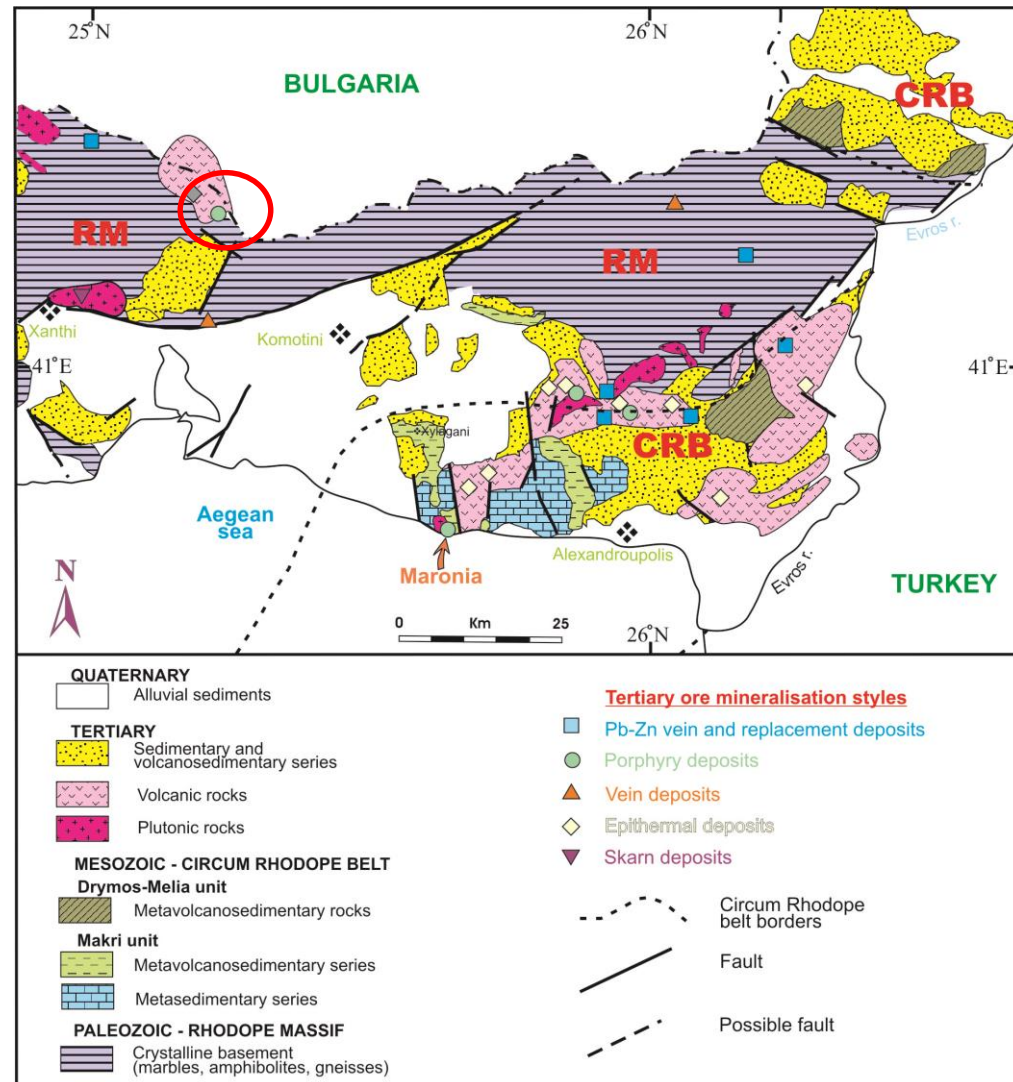 25°N
26°N
BULGARIA
CRB
RM
RM
Evros r.
Xanthi
Komotini
41°E
41°E
Xylagani
CRB
Aegean
sea
Alexandroupolis
Maronia
N
Evros r.
TURKEY
0 Km 25
26°N
QUATERNARY
Alluvial sediments
TERTIARY
Sedimentary and
volcanosedimentary series
Volcanic rocks
Plutonic rocks
MESOZOIC - CIRCUM RHODOPE BELT
Drymos-Melia unit
Metavolcanosedimentary rocks
Makri unit
Metavolcanosedimentary series
Metasedimentary series
PALEOZOIC - RHODOPE MASSIF
Crystalline basement
(marbles, amphibolites, gneisses)
Tertiary ore mineralisation styles
Pb-Zn vein and replacement deposits
Porphyry deposits
Vein deposits
Epithermal deposits
Skarn deposits
Circum Rhodope
belt borders
Fault
Possible fault